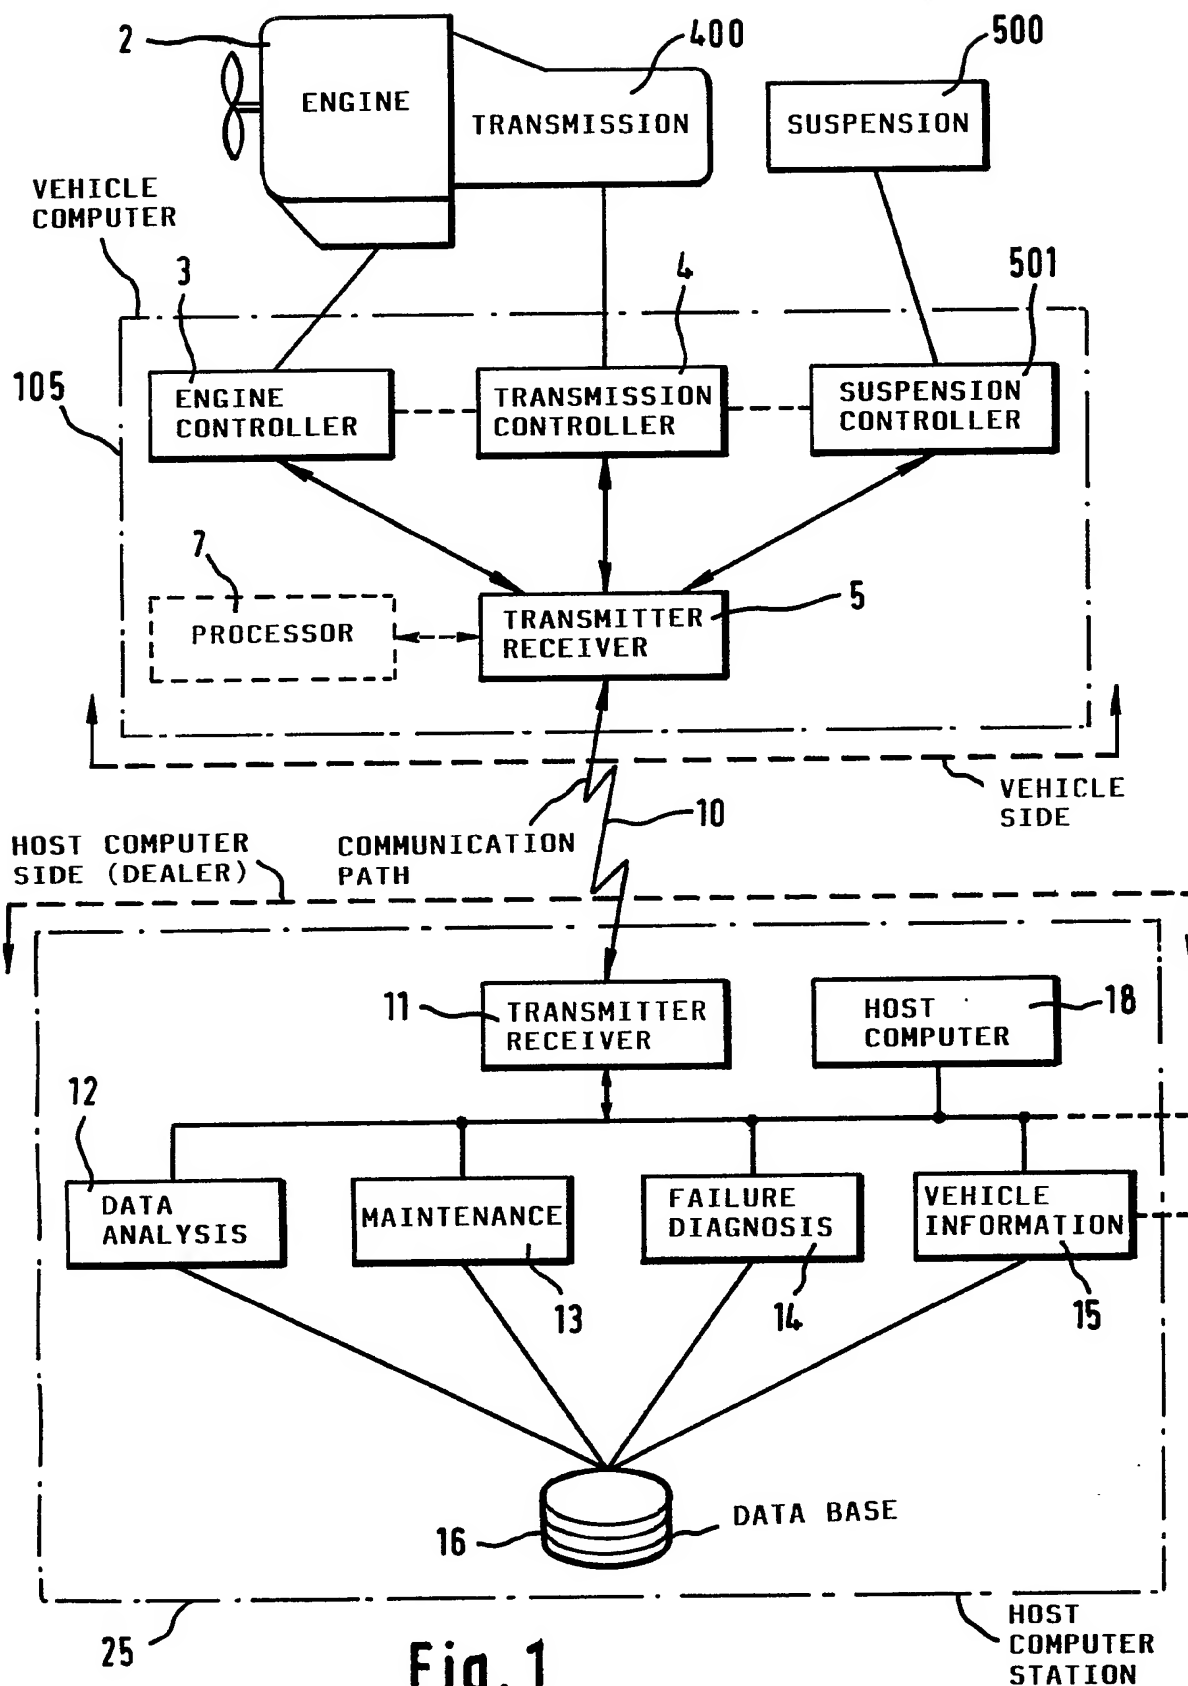 2
ENGINE
400
TRANSMISSION
500
SUSPENSION
VEHICLE
COMPUTER
3
4
501
105
ENGINE
CONTROLLER
TRANSMISSION
CONTROLLER
SUSPENSION
CONTROLLER
7
PROCESSOR
TRANSMITTER
RECEIVER
5
VEHICLE
SIDE
10
COMMUNICATION
PATH
HOST COMPUTER
SIDE (DEALER)
11
TRANSMITTER
RECEIVER
HOST
COMPUTER
18
12
DATA
ANALYSIS
MAINTENANCE
13
FAILURE
DIAGNOSIS
14
VEHICLE
INFORMATION
15
16
DATA BASE
25
HOST
COMPUTER
STATION
Fig.1